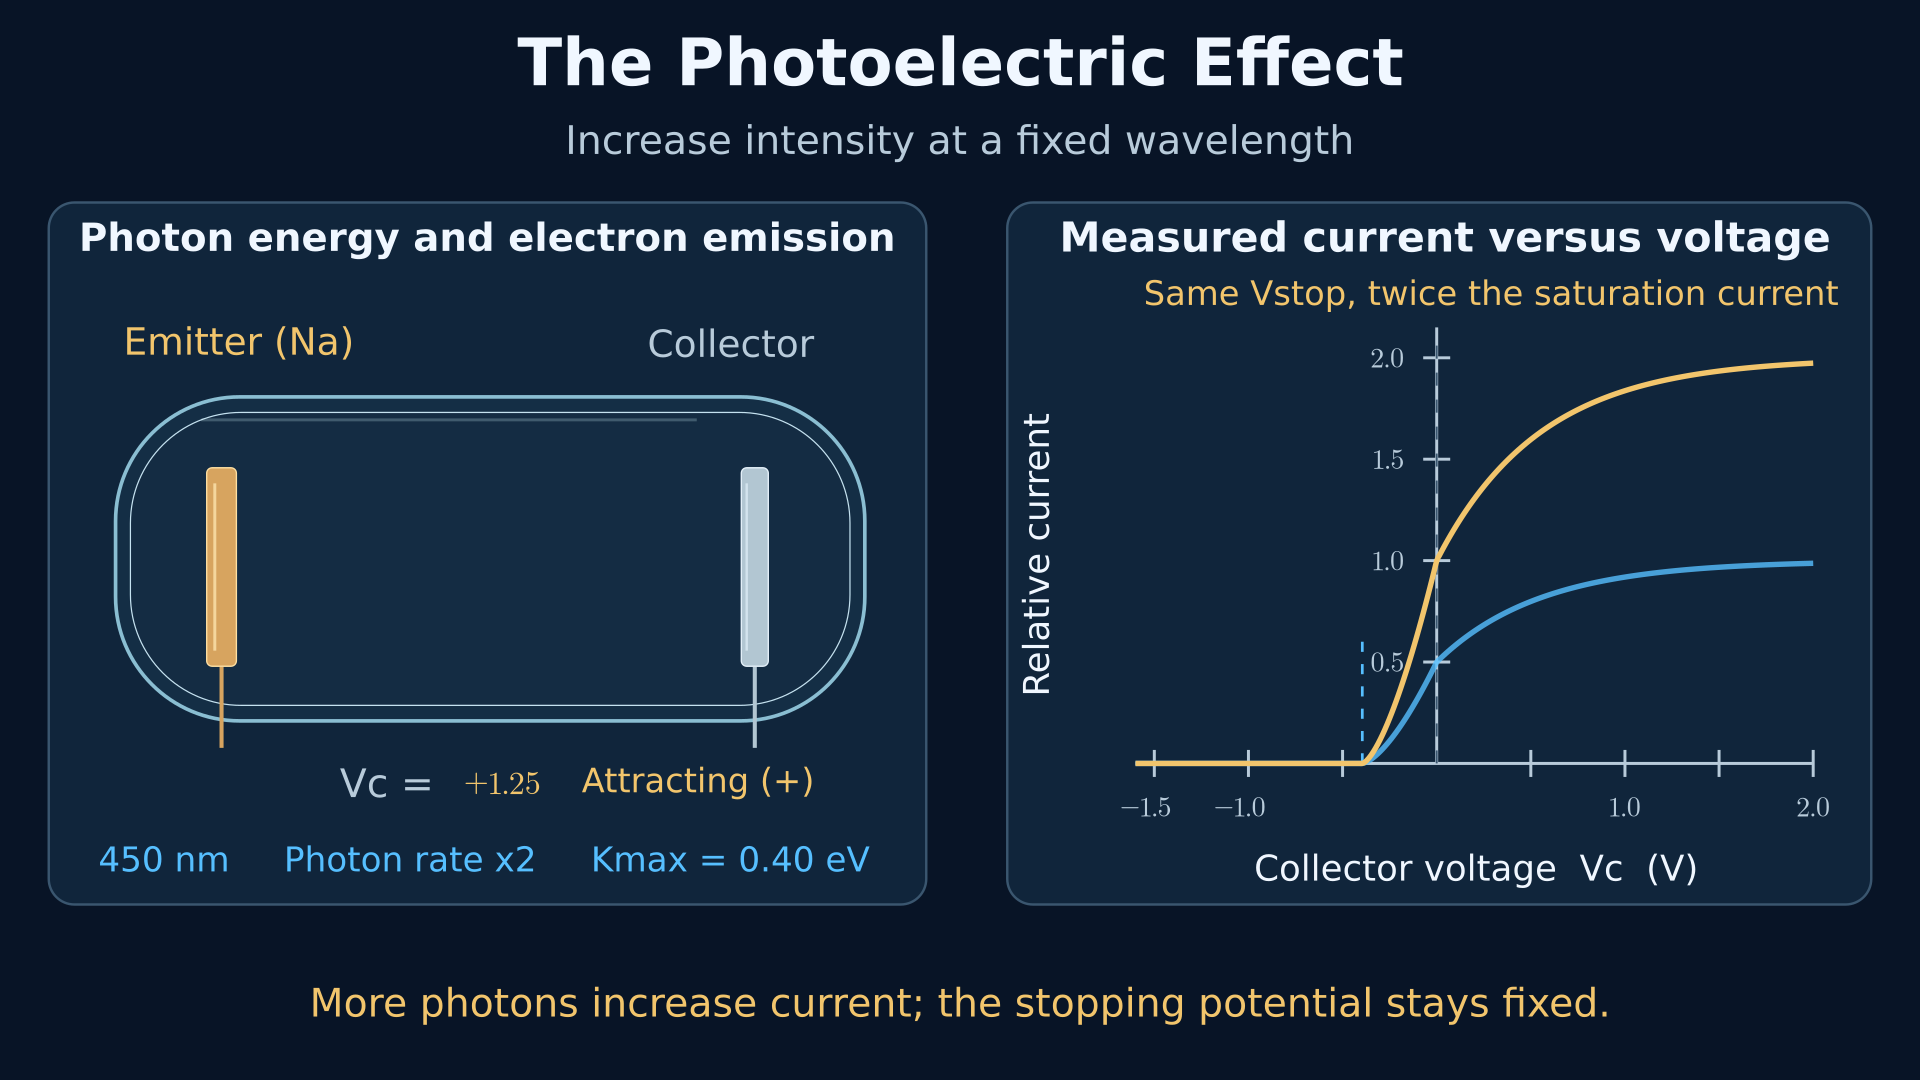 The Photoelectric Effect
Increase intensity at a fixed wavelength
Photon energy and electron emission
Emitter (Na)
Collector
Vc = +1.25 Attracting (+)
450 nm Photon rate x2 Kmax = 0.40 eV
Measured current versus voltage
Same Vstop, twice the saturation current
Relative current
2.0
1.5
1.0
0.5
−1.5 −1.0 1.0 2.0
Collector voltage Vc (V)
More photons increase current; the stopping potential stays fixed.